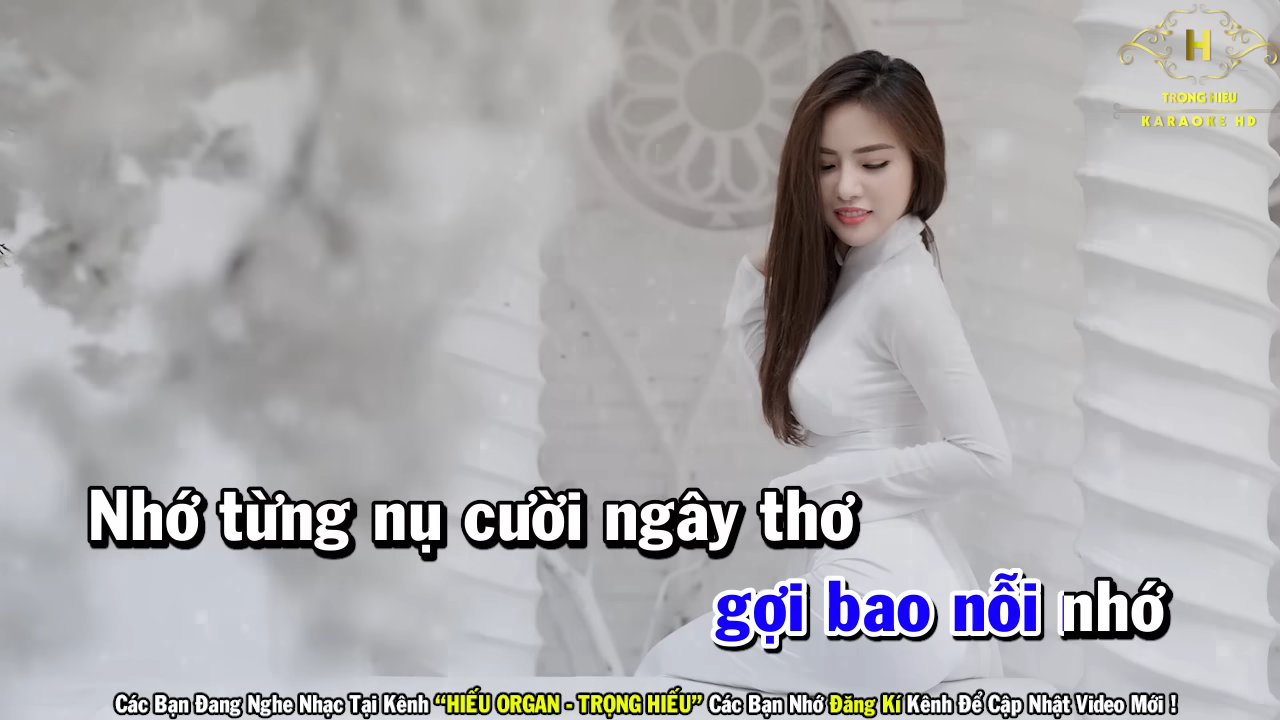 H
TRỌNG HIẾU
KARAOKE HD
Nhớ từng nụ cười ngây thơ
gợi bao nỗi nhớ
Các Bạn Đang Nghe Nhạc Tại Kênh “HIẾU ORGAN - TRỌNG HIẾU” Các Bạn Nhớ Đăng Kí Kênh Để Cập Nhật Video Mới !